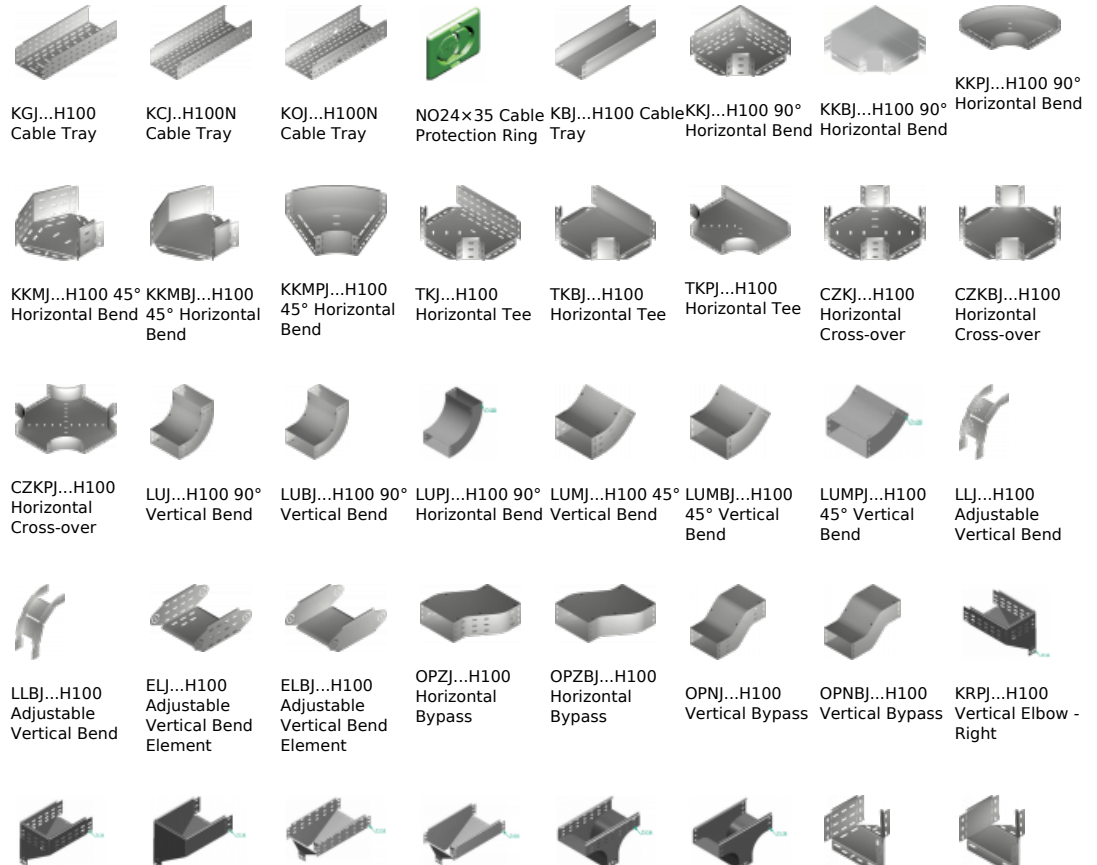 KGJ...H100
Cable Tray
KCJ..H100N
Cable Tray
KOJ...H100N
Cable Tray
NO24×35 Cable
Protection Ring
KBJ...H100 Cable
Tray
KKJ...H100 90°
Horizontal Bend
KKBJ...H100 90°
Horizontal Bend
KKPJ...H100 90°
Horizontal Bend
KKMJ...H100 45°
Horizontal Bend
KKMBJ...H100
45° Horizontal
Bend
KKMPJ...H100
45° Horizontal
Bend
TKJ...H100
Horizontal Tee
TKBJ...H100
Horizontal Tee
TKPJ...H100
Horizontal Tee
CZKJ...H100
Horizontal
Cross-over
CZKBJ...H100
Horizontal
Cross-over
CZKPJ...H100
Horizontal
Cross-over
LUJ...H100 90°
Vertical Bend
LUBJ...H100 90°
Vertical Bend
LUPJ...H100 90°
Horizontal Bend
LUMJ...H100 45°
Vertical Bend
LUMBJ...H100
45° Vertical
Bend
LUMPJ...H100
45° Vertical
Bend
LLJ...H100
Adjustable
Vertical Bend
LLBJ...H100
Adjustable
Vertical Bend
ELJ...H100
Adjustable
Vertical Bend
Element
ELBJ...H100
Adjustable
Vertical Bend
Element
OPZJ...H100
Horizontal
Bypass
OPZBJ...H100
Horizontal
Bypass
OPNJ...H100
Vertical Bypass
OPNBJ...H100
Vertical Bypass
KRPJ...H100
Vertical Elbow -
Right